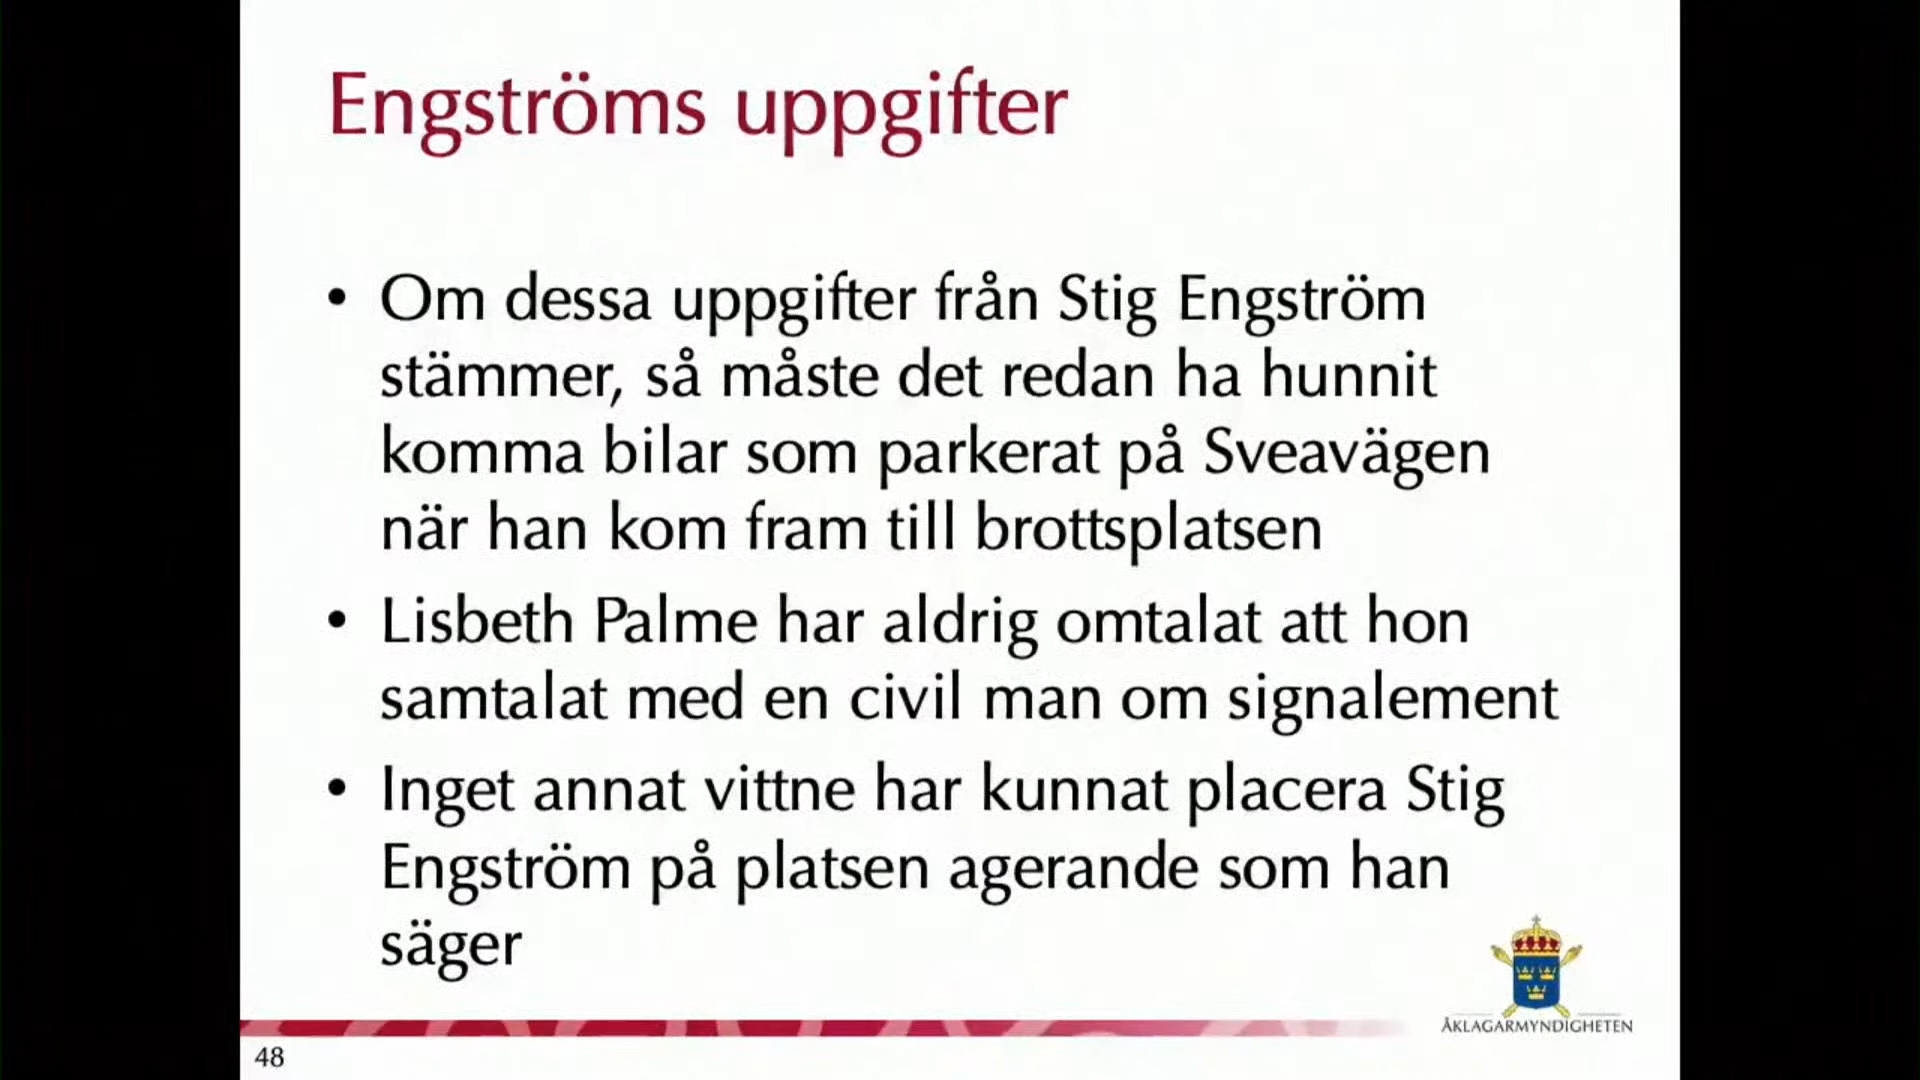 Engströms uppgifter
• Om dessa uppgifter från Stig Engström
stämmer, så måste det redan ha hunnit
komma bilar som parkerat på Sveavägen
när han kom fram till brottsplatsen
• Lisbeth Palme har aldrig omtalat att hon
samtalat med en civil man om signalement
• Inget annat vittne har kunnat placera Stig
Engström på platsen agerande som han
säger
ÅKLAGARMYNDIGHETEN
48